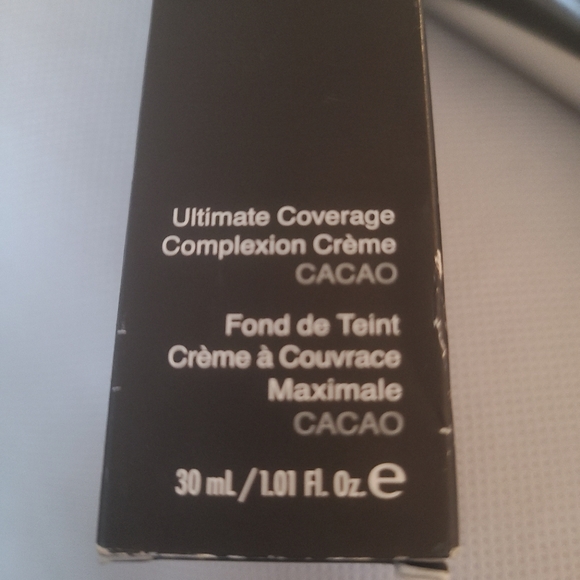 Ultimate Coverage
Complexion Crème
CACAO
Fond de Teint
Crème à Couvrace
Maximale
CACAO
30 mL/1.01 Fl. Oz. e